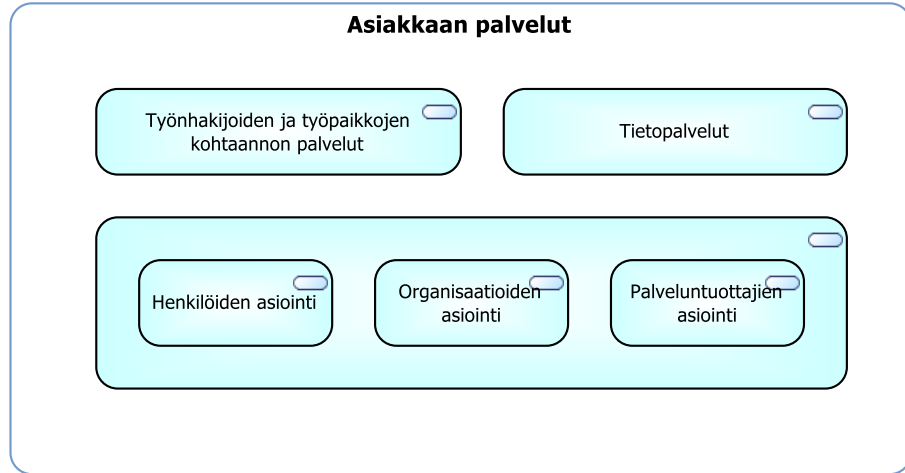 Asiakkaan palvelut
Työnhakijoiden ja työpaikkojen
kohtaannon palvelut
Tietopalvelut
Henkilöiden asiointi
Organisaatioiden
asiointi
Palveluntuottajien
asiointi